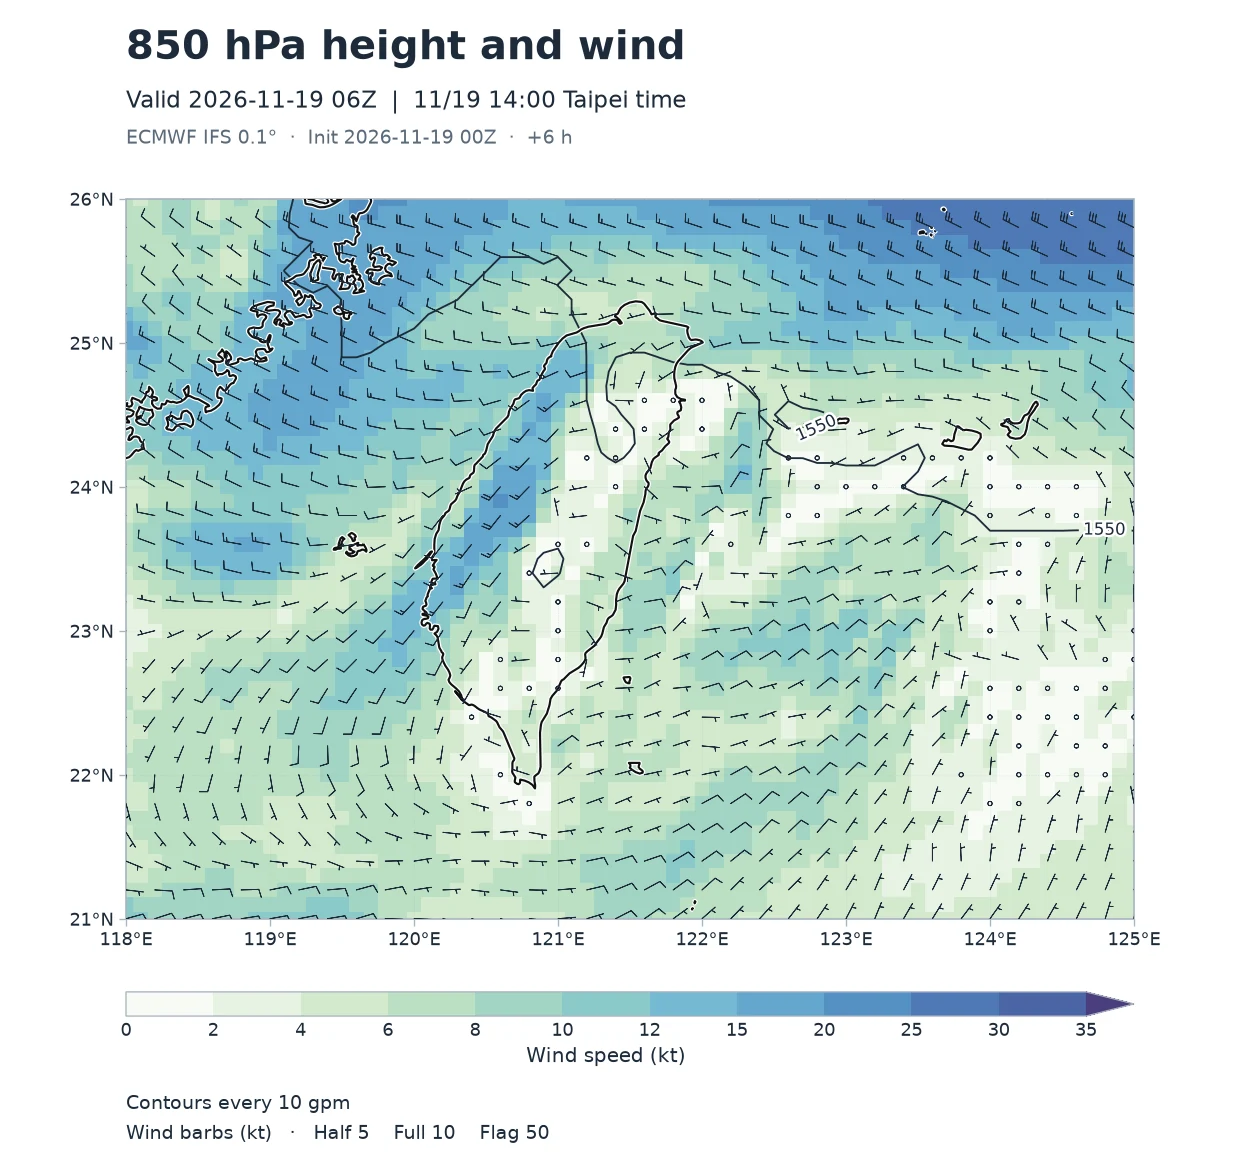 850 hPa height and wind
Valid 2026-11-19 06Z | 11/19 14:00 Taipei time
ECMWF IFS 0.1° · Init 2026-11-19 00Z · +6 h
26°N
25°N
1550
24°N
1550
23°N
22°N
21°N
118°E 119°E 120°E 121°E 122°E 123°E 124°E 125°E
0 2 4 6 8 10 12 15 20 25 30 35
Wind speed (kt)
Contours every 10 gpm
Wind barbs (kt) · Half 5 Full 10 Flag 50